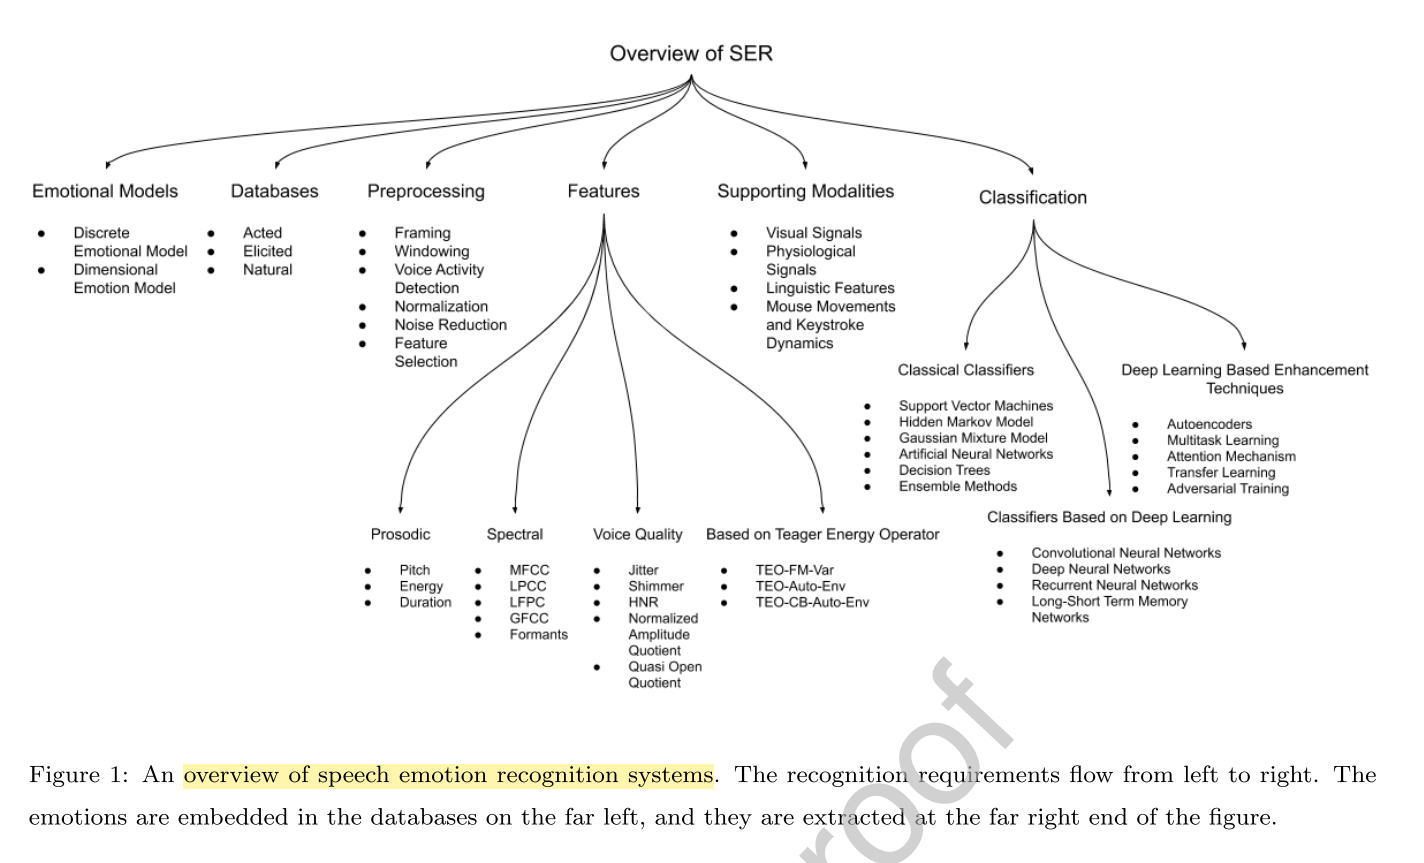 Overview of SER
Emotional Models
● Discrete
Emotional Model
● Dimensional
Emotion Model
Databases
● Acted
● Elicited
● Natural
Preprocessing
● Framing
● Windowing
● Voice Activity
Detection
● Normalization
● Noise Reduction
● Feature
Selection
Features
Supporting Modalities
● Visual Signals
● Physiological
Signals
● Linguistic Features
● Mouse Movements
and Keystroke
Dynamics
Classification
Prosodic
● Pitch
● Energy
● Duration
Spectral
● MFCC
● LPCC
● LFPC
● GFCC
● Formants
Voice Quality
● Jitter
● Shimmer
● HNR
● Normalized
Amplitude
Quotient
● Quasi Open
Quotient
Based on Teager Energy Operator
● TEO-FM-Var
● TEO-Auto-Env
● TEO-CB-Auto-Env
Classical Classifiers
● Support Vector Machines
● Hidden Markov Model
● Gaussian Mixture Model
● Artificial Neural Networks
● Decision Trees
● Ensemble Methods
Classifiers Based on Deep Learning
● Convolutional Neural Networks
● Deep Neural Networks
● Recurrent Neural Networks
● Long-Short Term Memory
Networks
Deep Learning Based Enhancement
Techniques
● Autoencoders
● Multitask Learning
● Attention Mechanism
● Transfer Learning
● Adversarial Training
Figure 1: An overview of speech emotion recognition systems. The recognition requirements flow from left to right. The
emotions are embedded in the databases on the far left, and they are extracted at the far right end of the figure.
roof